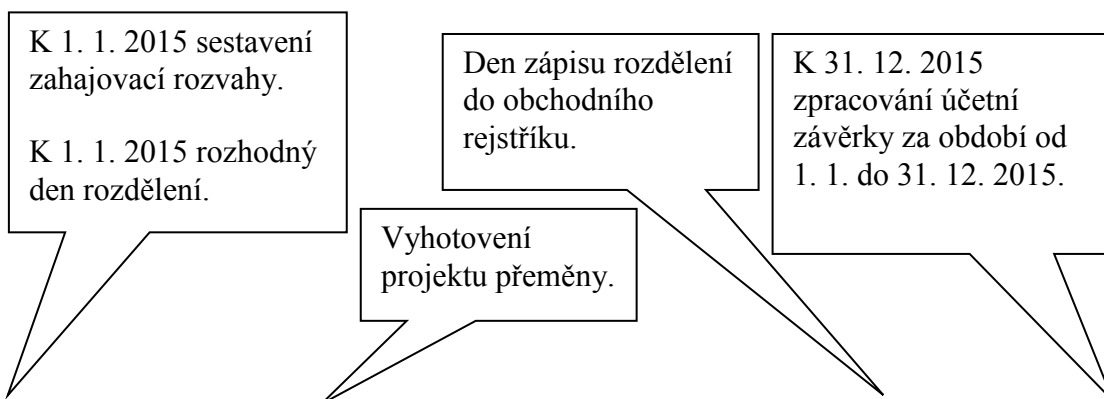 K 1. 1. 2015 sestavení
zahajovací rozvahy.
K 1. 1. 2015 rozhodný
den rozdělení.
Vyhotovení
projektu přeměny.
Den zápisu rozdělení
do obchodního
rejstříku.
K 31. 12. 2015
zpracování účetní
závěrky za období od
1. 1. do 31. 12. 2015.